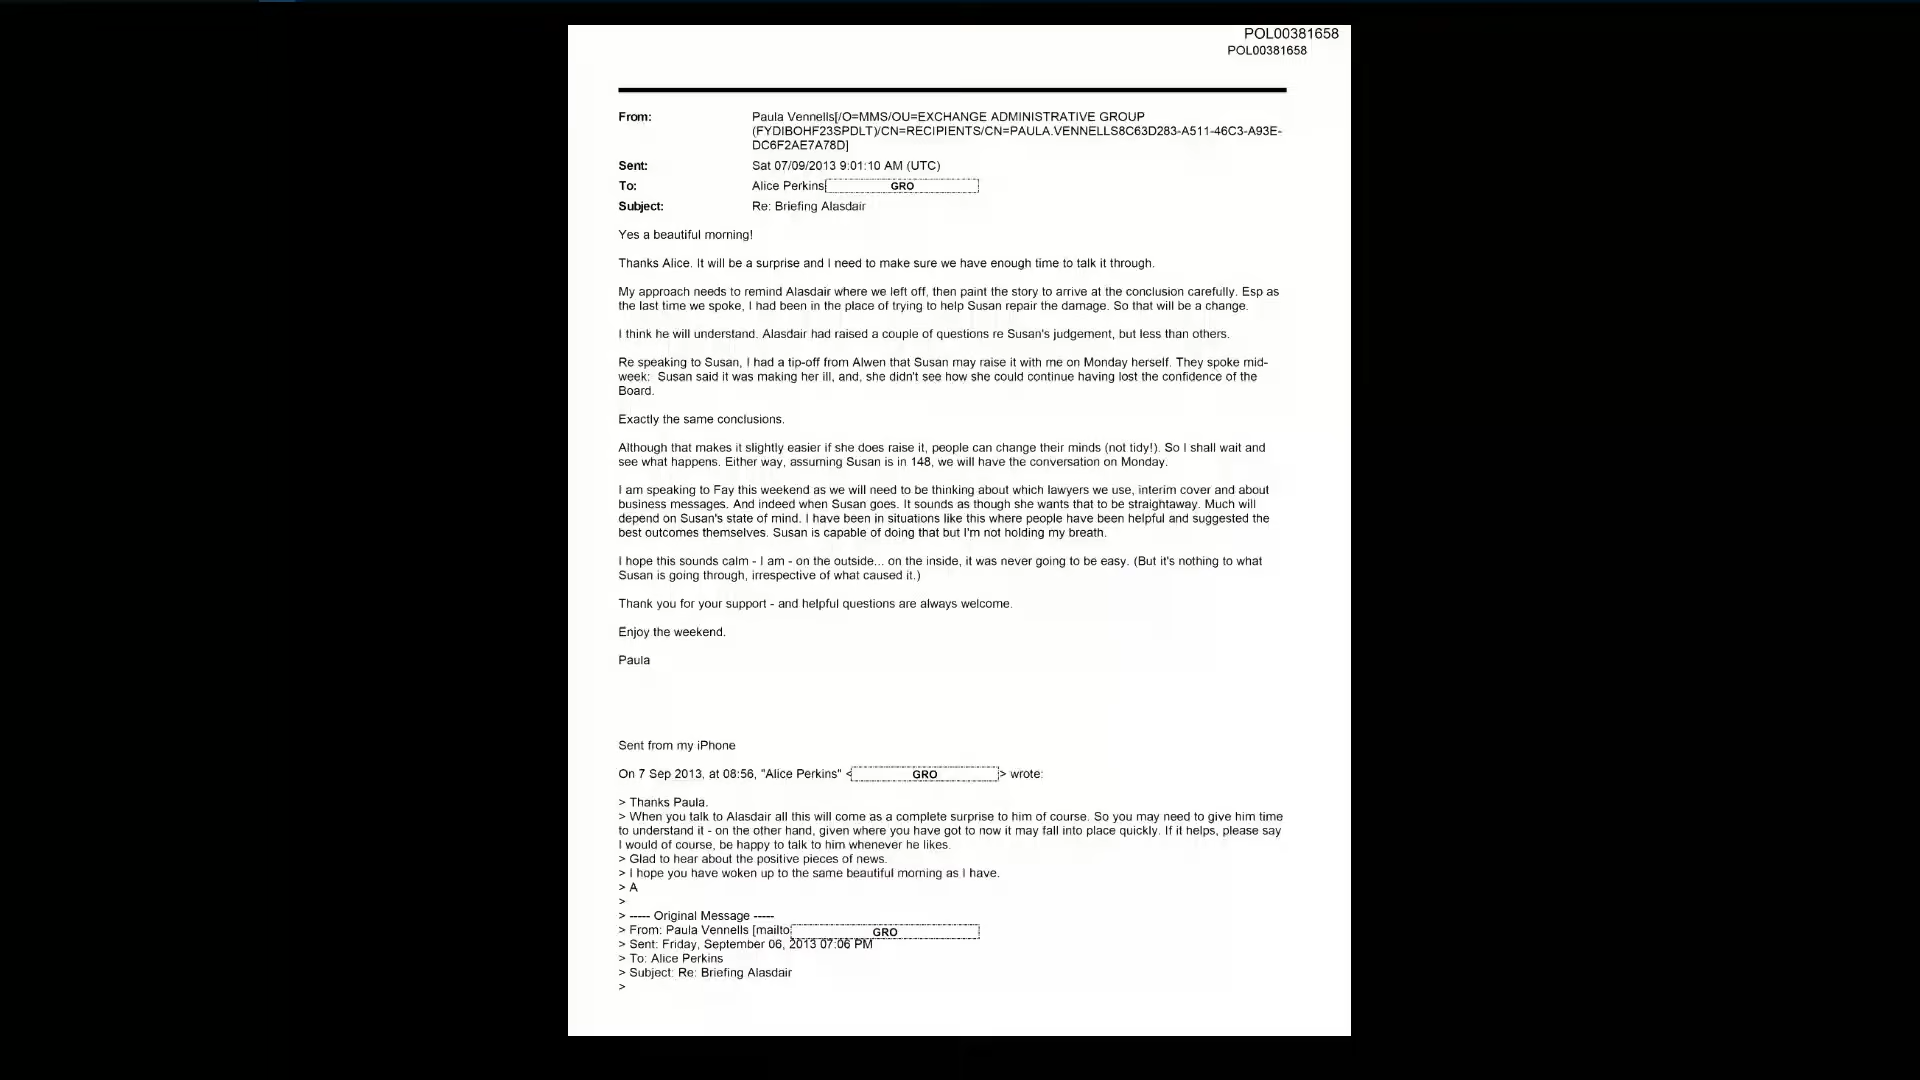 POL00381658
POL00381658
From: Paula Vennells[/O=MMS/OU=EXCHANGE ADMINISTRATIVE GROUP
(FYDIBOHF23SPDLT)/CN=RECIPIENTS/CN=PAULA.VENNELLS8C63D283-A511-46C3-A93E-
DC6F2AE7A78D]
Sent: Sat 07/09/2013 9:01:10 AM (UTC)
To: Alice Perkins GRO
Subject: Re: Briefing Alasdair
Yes a beautiful morning!
Thanks Alice. It will be a surprise and I need to make sure we have enough time to talk it through.
My approach needs to remind Alasdair where we left off, then paint the story to arrive at the conclusion carefully. Esp as
the last time we spoke, I had been in the place of trying to help Susan repair the damage. So that will be a change.
I think he will understand. Alasdair had raised a couple of questions re Susan's judgement, but less than others.
Re speaking to Susan, I had a tip-off from Alwen that Susan may raise it with me on Monday herself. They spoke mid-
week: Susan said it was making her ill, and, she didn't see how she could continue having lost the confidence of the
Board.
Exactly the same conclusions.
Although that makes it slightly easier if she does raise it, people can change their minds (not tidy!). So I shall wait and
see what happens. Either way, assuming Susan is in 148, we will have the conversation on Monday.
I am speaking to Fay this weekend as we will need to be thinking about which lawyers we use, interim cover and about
business messages. And indeed when Susan goes. It sounds as though she wants that to be straightaway. Much will
depend on Susan's state of mind. I have been in situations like this where people have been helpful and suggested the
best outcomes themselves. Susan is capable of doing that but I'm not holding my breath.
I hope this sounds calm - I am - on the outside... on the inside, it was never going to be easy. (But it's nothing to what
Susan is going through, irrespective of what caused it.)
Thank you for your support - and helpful questions are always welcome.
Enjoy the weekend.
Paula
Sent from my iPhone
On 7 Sep 2013, at 08:56, "Alice Perkins" < GRO > wrote:
> Thanks Paula.
> When you talk to Alasdair all this will come as a complete surprise to him of course. So you may need to give him time
to understand it - on the other hand, given where you have got to now it may fall into place quickly. If it helps, please say
I would of course, be happy to talk to him whenever he likes.
> Glad to hear about the positive pieces of news.
> I hope you have woken up to the same beautiful morning as I have.
> A
>
> ----- Original Message -----
> From: Paula Vennells [mailto: GRO
> Sent: Friday, September 06, 2013 07:06 PM
> To: Alice Perkins
> Subject: Re: Briefing Alasdair
>